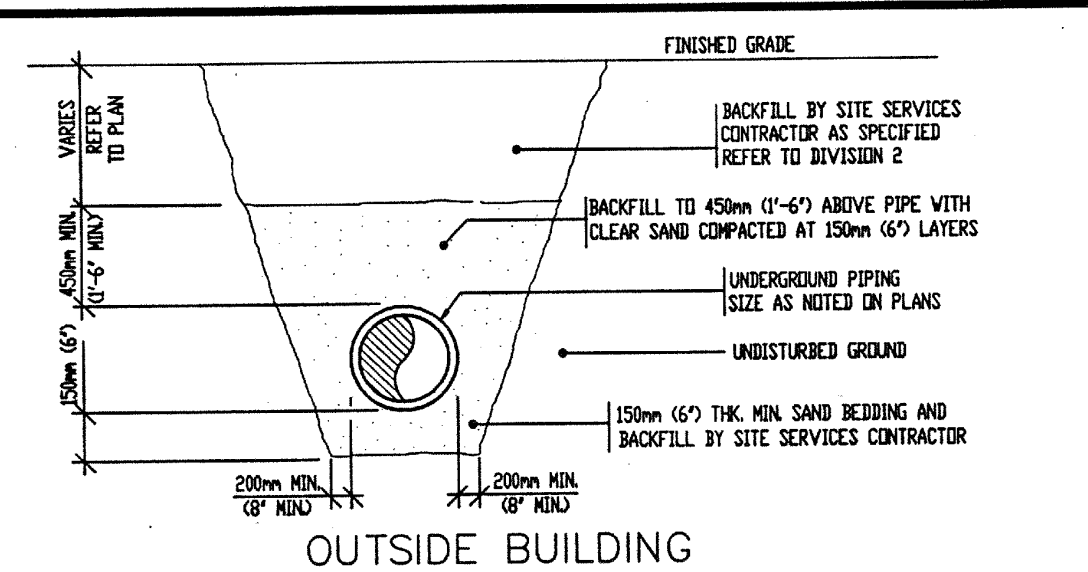 FINISHED GRADE
VARIES
REFER
TO PLAN
BACKFILL BY SITE SERVICES
CONTRACTOR AS SPECIFIED
REFER TO DIVISION 2
450mm MIN.
(1'-6" MIN.)
BACKFILL TO 450mm (1'-6") ABOVE PIPE WITH
CLEAR SAND COMPACTED AT 150mm (6") LAYERS
UNDERGROUND PIPING
SIZE AS NOTED ON PLANS
150mm (6")
UNDISTURBED GROUND
150mm (6") THK. MIN. SAND BEDDING AND
BACKFILL BY SITE SERVICES CONTRACTOR
200mm MIN.
(8" MIN.)
200mm MIN.
(8" MIN.)
OUTSIDE BUILDING